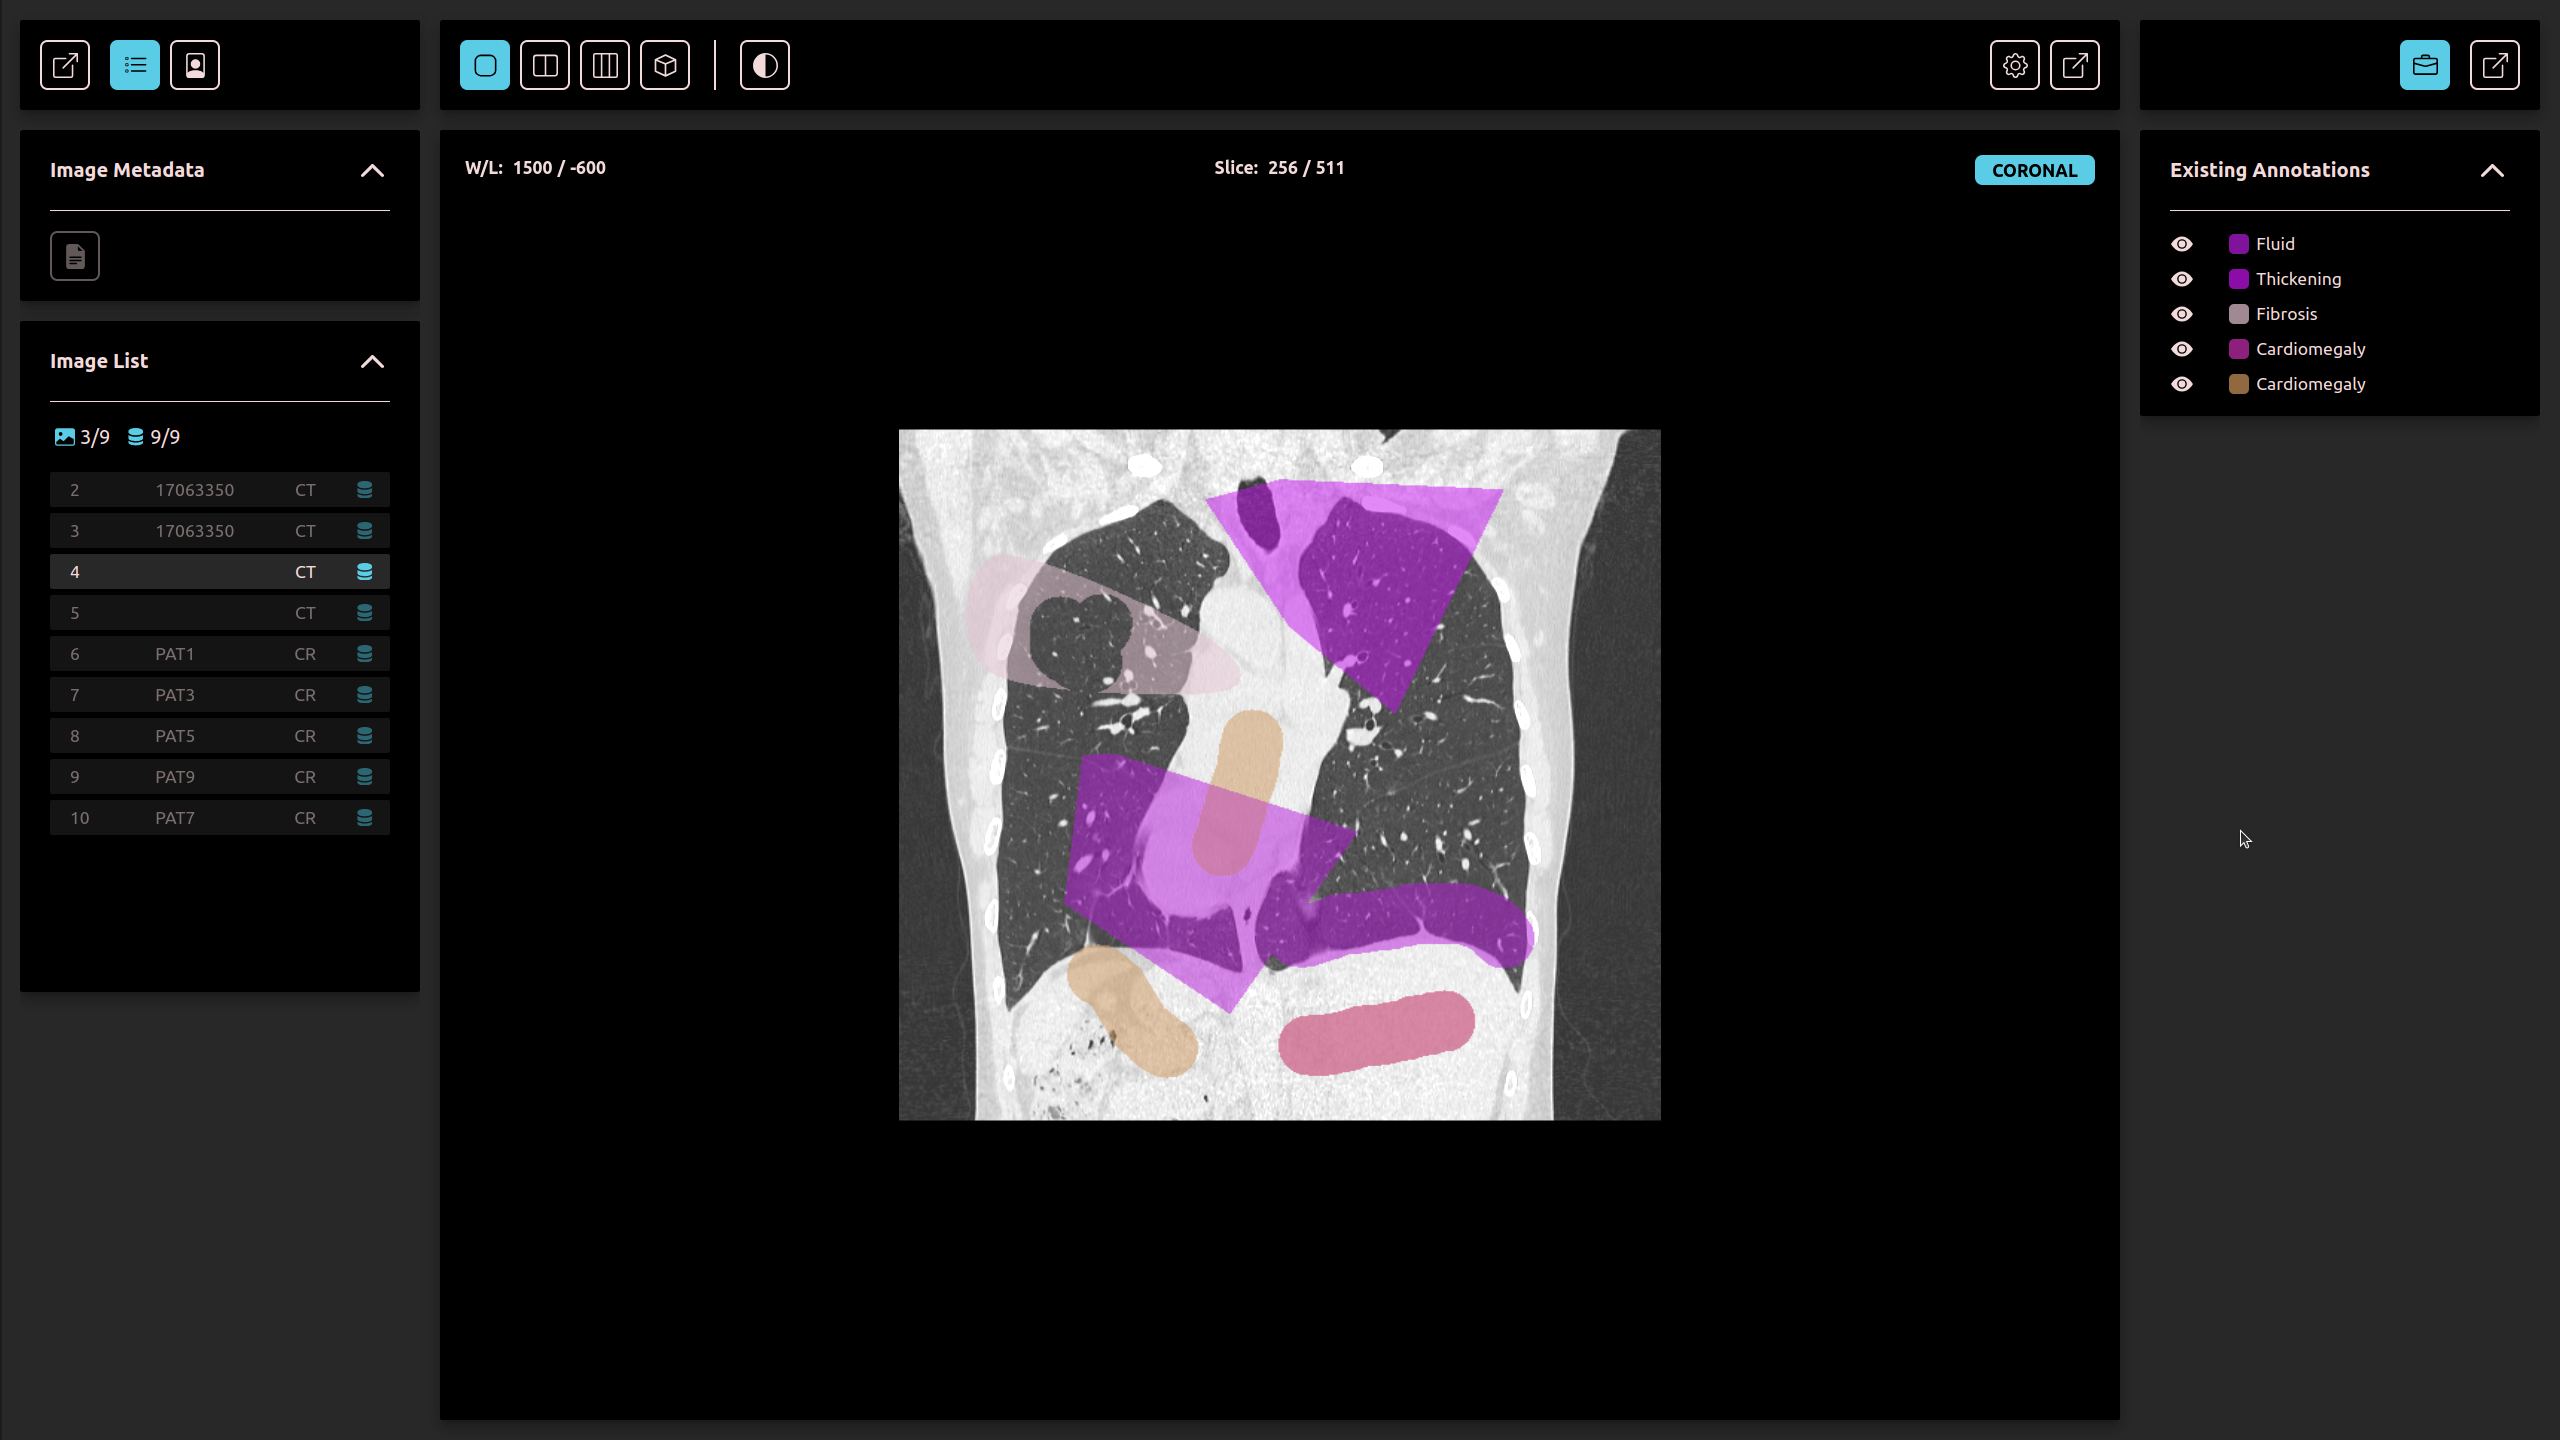 Image Metadata
Image List
3/9 9/9
2 17063350 CT
3 17063350 CT
4 CT
5 CT
6 PAT1 CR
7 PAT3 CR
8 PAT5 CR
9 PAT9 CR
10 PAT7 CR
W/L: 1500 / -600
Slice: 256 / 511
CORONAL
Existing Annotations
Fluid
Thickening
Fibrosis
Cardiomegaly
Cardiomegaly